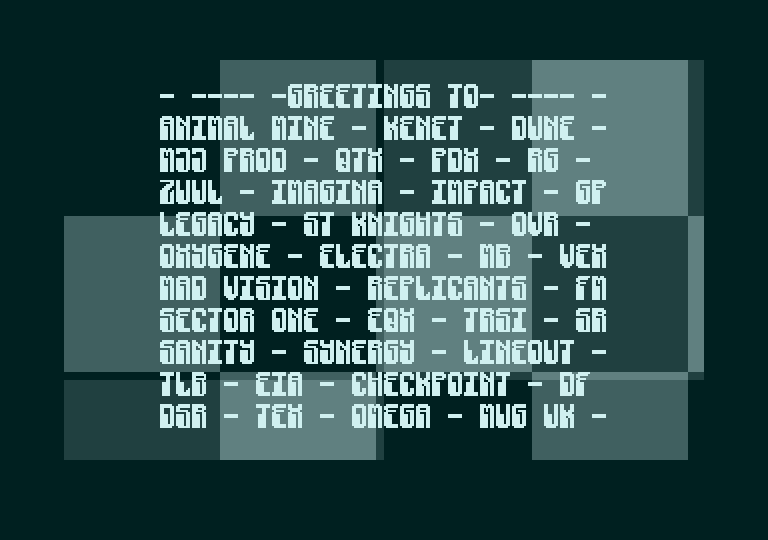 - ---- -GREETINGS TO- ---- -
ANIMAL MINE - KENET - DUNE -
MJJ PROD - QTX - PDX - RG -
ZUUL - IMAGINA - IMPACT - GP
LEGACY - ST KNIGHTS - OVR -
OXYGENE - ELECTRA - MB - VEX
MAD VISION - REPLICANTS - FM
SECTOR ONE - EQX - TRSI - SR
SANITY - SYNERGY - LINEOUT -
TLB - EIA - CHECKPOINT - DF
DSR - TEX - OMEGA - MUG UK -